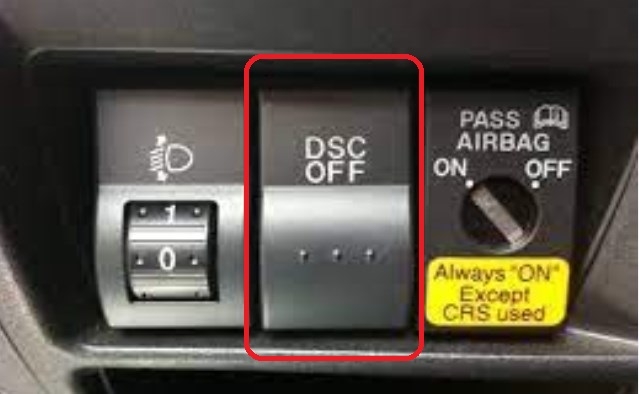 1
0
DSC
OFF
PASS
AIRBAG
ON OFF
Always "ON"
Except
CRS used